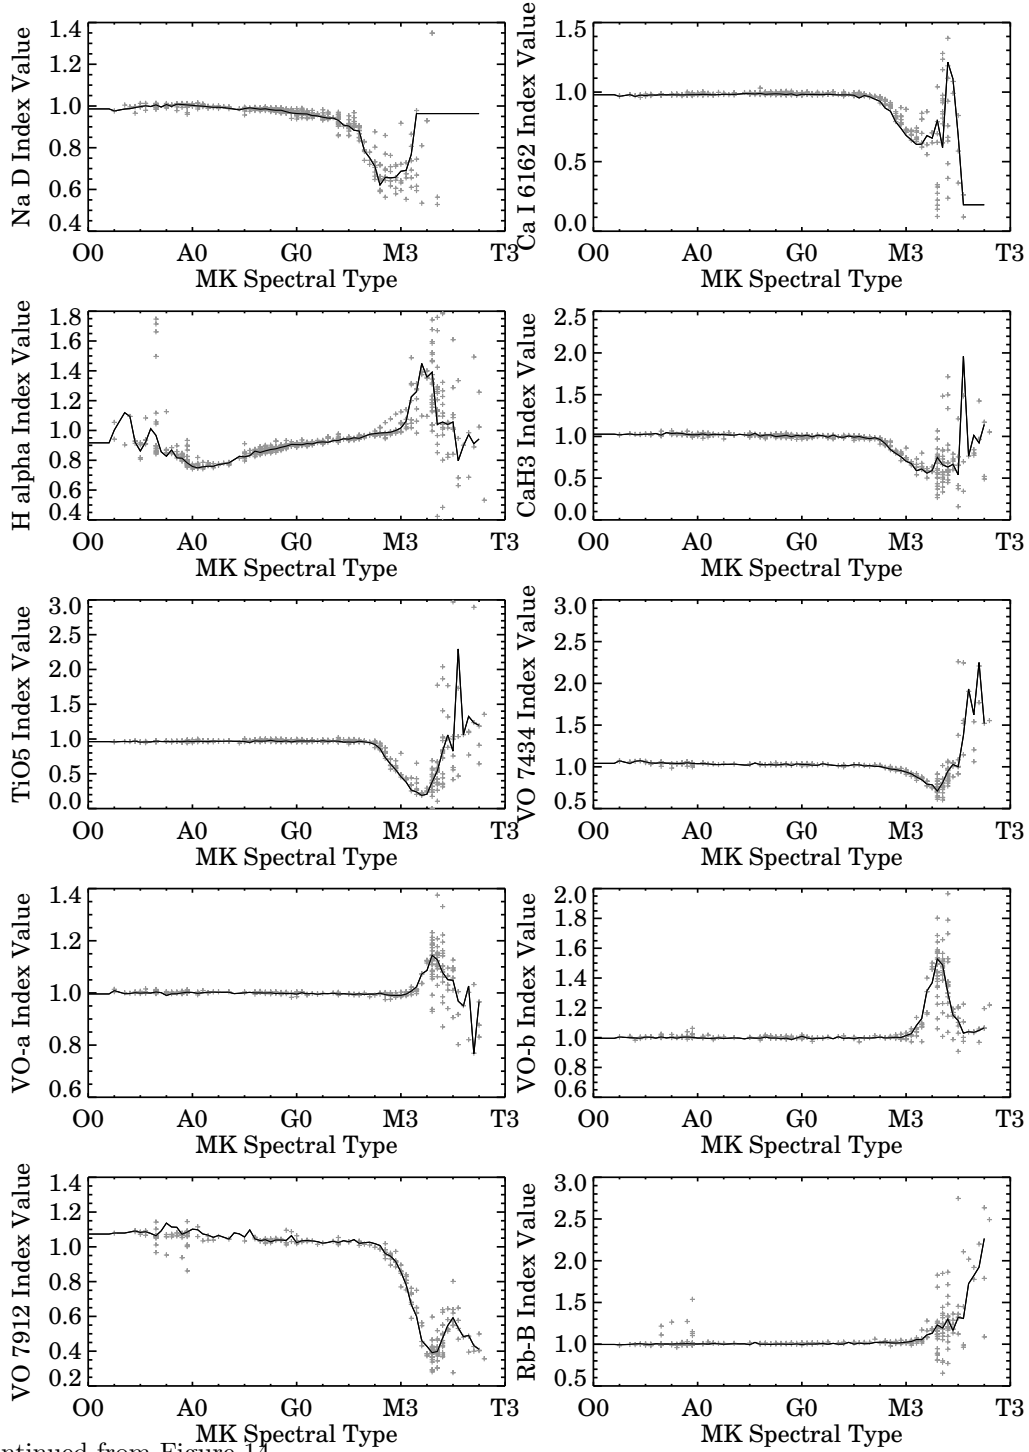 Na D Index Value
1.4
1.2
1.0
0.8
0.6
0.4
O0 A0 G0 M3 T3
MK Spectral Type
Ca I 6162 Index Value
1.5
1.0
0.5
0.0
O0 A0 G0 M3 T3
MK Spectral Type
H alpha Index Value
1.8
1.6
1.4
1.2
1.0
0.8
0.6
0.4
O0 A0 G0 M3 T3
MK Spectral Type
CaH3 Index Value
2.5
2.0
1.5
1.0
0.5
0.0
O0 A0 G0 M3 T3
MK Spectral Type
TiO5 Index Value
3.0
2.5
2.0
1.5
1.0
0.5
0.0
O0 A0 G0 M3 T3
MK Spectral Type
VO 7434 Index Value
3.0
2.5
2.0
1.5
1.0
0.5
O0 A0 G0 M3 T3
MK Spectral Type
VO-a Index Value
1.4
1.2
1.0
0.8
0.6
O0 A0 G0 M3 T3
MK Spectral Type
VO-b Index Value
2.0
1.8
1.6
1.4
1.2
1.0
0.8
0.6
O0 A0 G0 M3 T3
MK Spectral Type
VO 7912 Index Value
1.4
1.2
1.0
0.8
0.6
0.4
0.2
O0 A0 G0 M3 T3
MK Spectral Type
Rb-B Index Value
3.0
2.5
2.0
1.5
1.0
0.5
O0 A0 G0 M3 T3
MK Spectral Type
ntinued from Figure 14